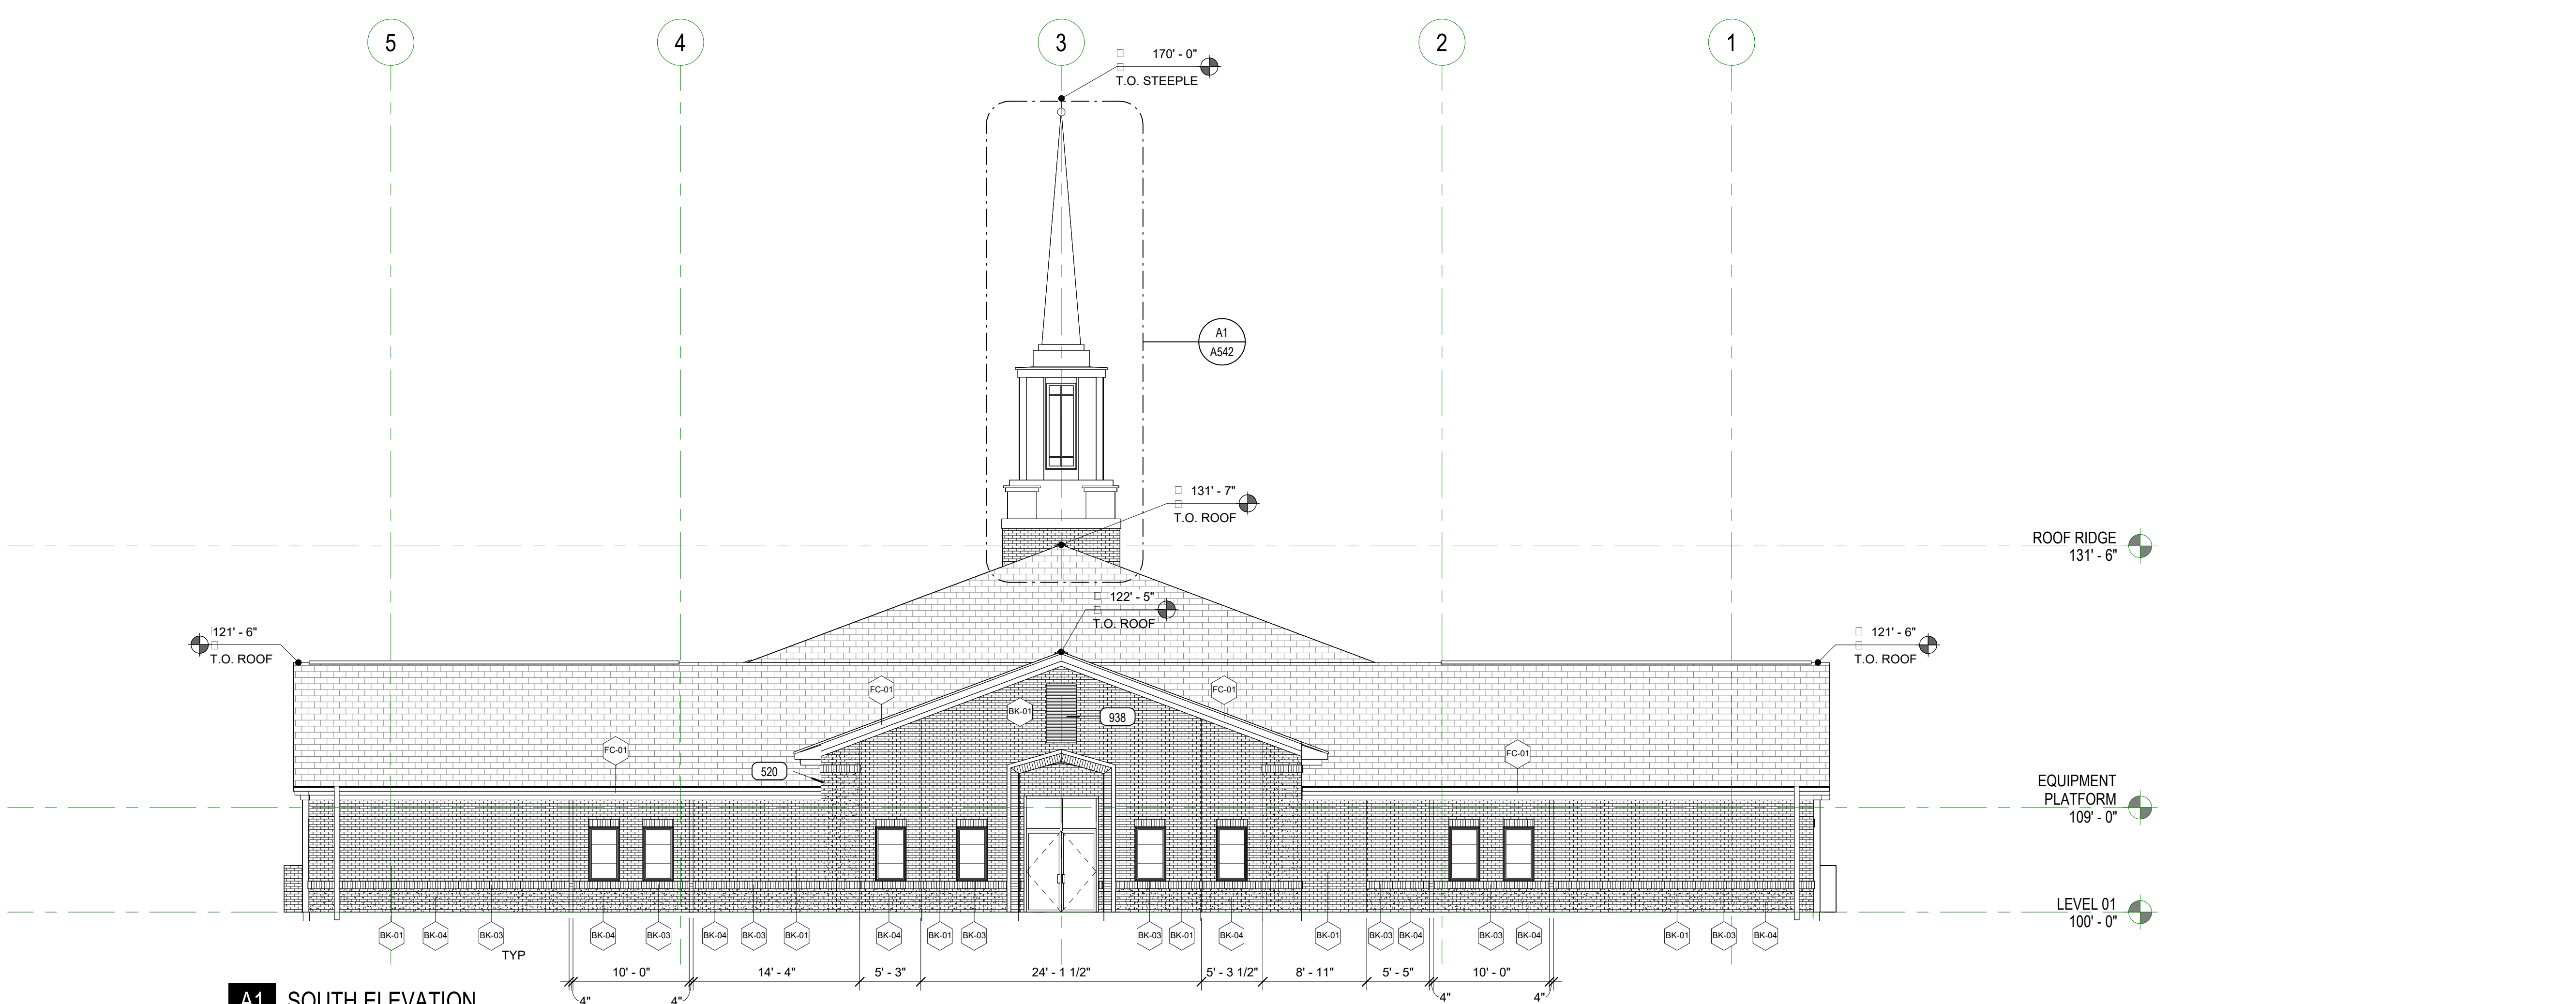 5
4
3
2
1
170' - 0"
T.O. STEEPLE
A1
A542
131' - 7"
T.O. ROOF
ROOF RIDGE
131' - 6"
122' - 5"
T.O. ROOF
121' - 6"
T.O. ROOF
121' - 6"
T.O. ROOF
FC-01
FC-01
BK-01
938
FC-01
520
FC-01
EQUIPMENT
PLATFORM
109' - 0"
LEVEL 01
100' - 0"
BK-01
BK-04
BK-03
BK-04
BK-03
BK-04
BK-03
BK-01
BK-04
BK-01
BK-03
BK-03
BK-01
BK-04
BK-01
BK-03
BK-04
BK-03
BK-04
BK-01
BK-03
BK-04
TYP
10' - 0"
14' - 4"
5' - 3"
24' - 1 1/2"
5' - 3 1/2"
8' - 11"
5' - 5"
10' - 0"
4"
4"
4"
4"
A1
SOUTH ELEVATION